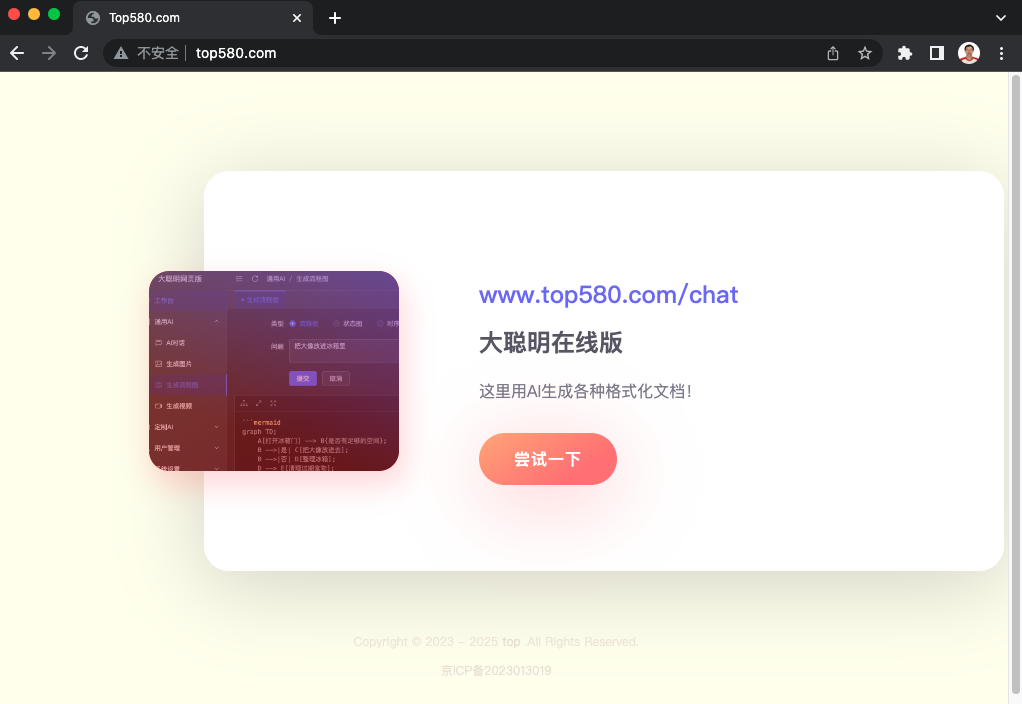 Top580.com
不安全
top580.com
大聪明网页版
通用AI / 生成流程图
工作台
生成流程图
通用AI
类型
流程图
状态图
时序
AI对话
问题
把大像放进冰箱里
生成图片
提交
取消
生成流程图
生成视频
定制AI
```mermaid
graph TD;
用户管理
A[打开冰箱门] --> B{是否有足够的空间};
B -->|是| C[把大像放进去];
B -->|否| D[整理冰箱];
系统设置
D --> E[清理过期食物];
www.top580.com/chat
大聪明在线版
这里用AI生成各种格式化文档！
尝试一下
Copyright © 2023 - 2025 top .All Rights Reserved.
京ICP备2023013019